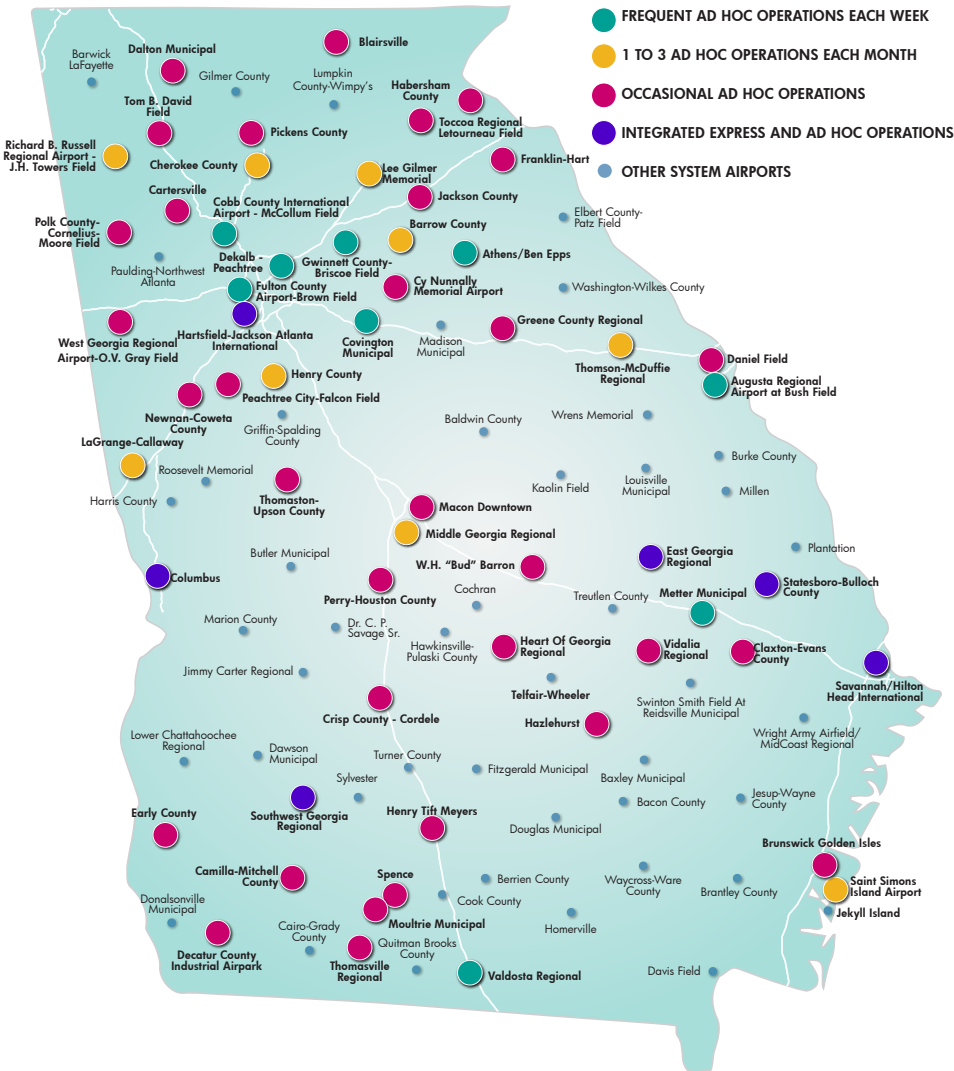 FREQUENT AD HOC OPERATIONS EACH WEEK
1 TO 3 AD HOC OPERATIONS EACH MONTH
OCCASIONAL AD HOC OPERATIONS
INTEGRATED EXPRESS AND AD HOC OPERATIONS
OTHER SYSTEM AIRPORTS
Barwick
LaFayette
Dalton Municipal
Blairsville
Gilmer County
Lumpkin
County-Wimpy's
Habersham
County
Tom B. David
Field
Pickens County
Toccoa Regional
Letourneau Field
Richard B. Russell
Regional Airport -
J.H. Towers Field
Cherokee County
Lee Gilmer
Memorial
Franklin-Hart
Cartersville
Cobb County International
Airport - McCollum Field
Jackson County
Polk County-
Cornelius-
Moore Field
Barrow County
Elbert County-
Patz Field
Paulding-Northwest
Atlanta
Dekalb -
Peachtree
Gwinnett County-
Briscoe Field
Athens/Ben Epps
Fulton County
Airport-Brown Field
Cy Nunnally
Memorial Airport
Washington-Wilkes County
West Georgia Regional
Airport-O.V. Gray Field
Hartsfield-Jackson Atlanta
International
Covington
Municipal
Madison
Municipal
Greene County Regional
Thomson-McDuffie
Regional
Daniel Field
Augusta Regional
Airport at Bush Field
Henry County
Peachtree City-Falcon Field
Newnan-Coweta
County
Griffin-Spalding
County
Baldwin County
Wrens Memorial
LaGrange-Callaway
Roosevelt Memorial
Harris County
Thomaston-
Upson County
Kaolin Field
Louisville
Municipal
Burke County
Millen
Macon Downtown
Middle Georgia Regional
Butler Municipal
W.H. “Bud” Barron
East Georgia
Regional
Plantation
Columbus
Perry-Houston County
Cochran
Treutlen County
Metter Municipal
Statesboro-Bulloch
County
Marion County
Dr. C. P.
Savage Sr.
Hawkinsville-
Pulaski County
Heart Of Georgia
Regional
Vidalia
Regional
Claxton-Evans
County
Jimmy Carter Regional
Telfair-Wheeler
Swinton Smith Field At
Reidsville Municipal
Savannah/Hilton
Head International
Crisp County - Cordele
Hazlehurst
Wright Army Airfield/
MidCoast Regional
Lower Chattahoochee
Regional
Dawson
Municipal
Turner County
Sylvester
Fitzgerald Municipal
Baxley Municipal
Early County
Southwest Georgia
Regional
Henry Tift Meyers
Douglas Municipal
Bacon County
Jesup-Wayne
County
Brunswick Golden Isles
Camilla-Mitchell
County
Spence
Berrien County
Waycross-Ware
County
Brantley County
Saint Simons
Island Airport
Donalsonville
Municipal
Cook County
Jekyll Island
Moultrie Municipal
Homerville
Decatur County
Industrial Airpark
Cairo-Grady
County
Thomasville
Regional
Quitman Brooks
County
Valdosta Regional
Davis Field